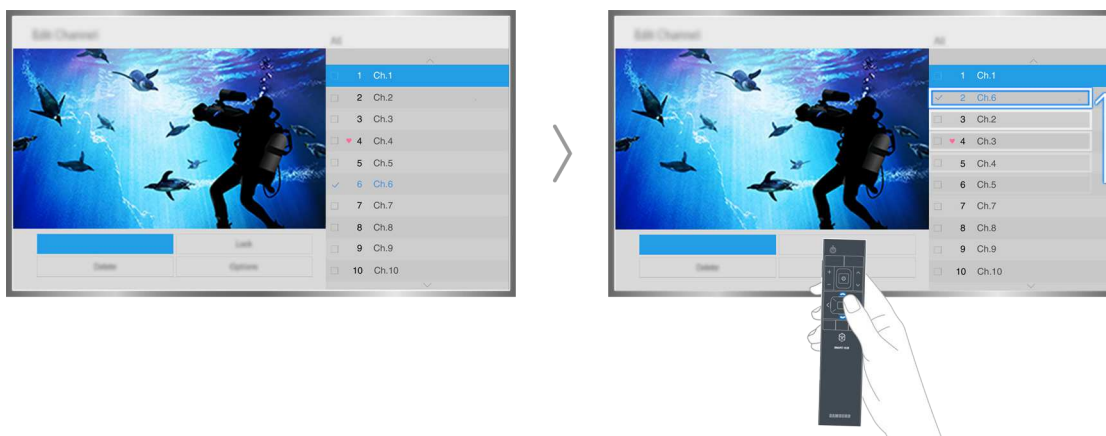 Edit Channel
All
1 Ch.1
2 Ch.2
3 Ch.3
4 Ch.4
5 Ch.5
6 Ch.6
7 Ch.7
8 Ch.8
9 Ch.9
10 Ch.10
Lock
Delete
Options
Edit Channel
All
1 Ch.1
2 Ch.6
3 Ch.2
4 Ch.3
5 Ch.4
6 Ch.5
7 Ch.7
8 Ch.8
9 Ch.9
10 Ch.10
Delete
SMART HUB
SAMSUNG